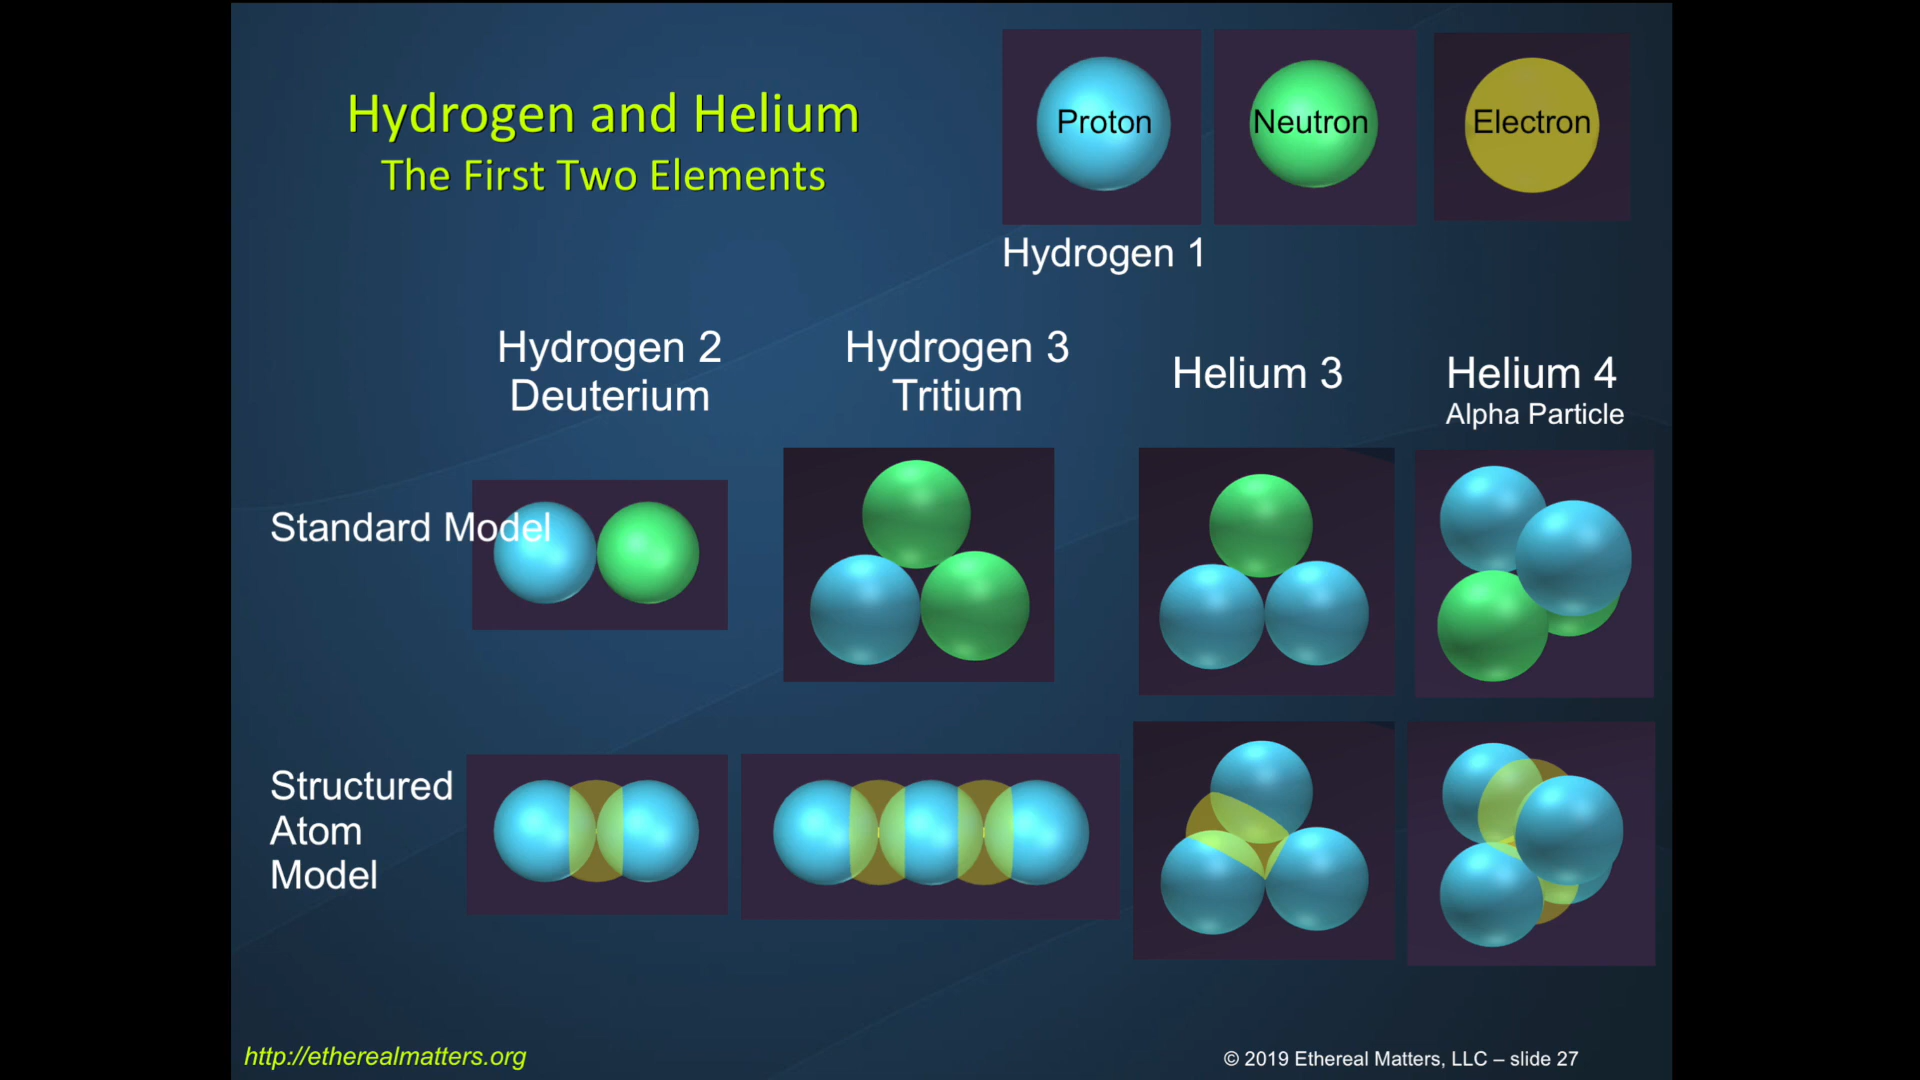 Hydrogen and Helium
The First Two Elements
Proton
Neutron
Electron
Hydrogen 1
Hydrogen 2
Deuterium
Hydrogen 3
Tritium
Helium 3
Helium 4
Alpha Particle
Standard Model
Structured
Atom
Model
http://etherealmatters.org
© 2019 Ethereal Matters, LLC – slide 27